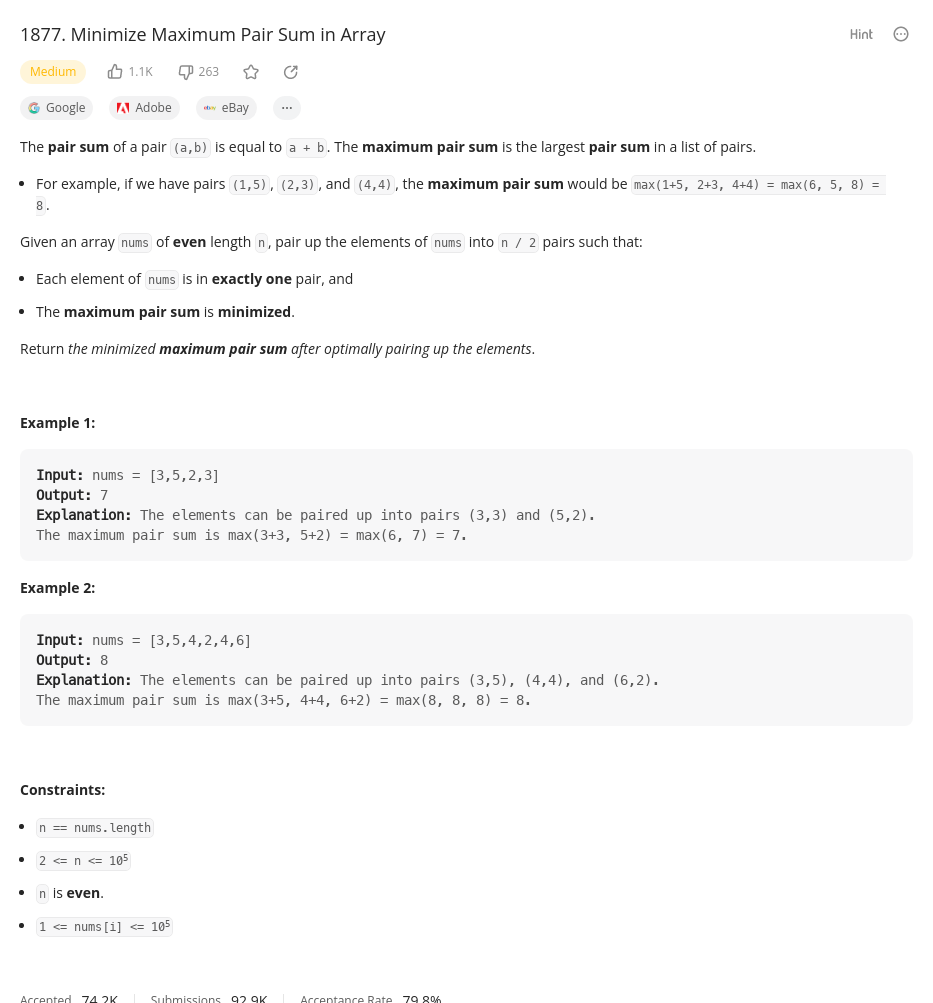 1877. Minimize Maximum Pair Sum in Array
Hint
Medium 1.1K 263
Google Adobe eBay
The pair sum of a pair (a,b) is equal to a + b. The maximum pair sum is the largest pair sum in a list of pairs.
• For example, if we have pairs (1,5), (2,3), and (4,4), the maximum pair sum would be max(1+5, 2+3, 4+4) = max(6, 5, 8) =
8.
Given an array nums of even length n, pair up the elements of nums into n / 2 pairs such that:
• Each element of nums is in exactly one pair, and
• The maximum pair sum is minimized.
Return the minimized maximum pair sum after optimally pairing up the elements.
Example 1:
Input: nums = [3,5,2,3]
Output: 7
Explanation: The elements can be paired up into pairs (3,3) and (5,2).
The maximum pair sum is max(3+3, 5+2) = max(6, 7) = 7.
Example 2:
Input: nums = [3,5,4,2,4,6]
Output: 8
Explanation: The elements can be paired up into pairs (3,5), (4,4), and (6,2).
The maximum pair sum is max(3+5, 4+4, 6+2) = max(8, 8, 8) = 8.
Constraints:
• n == nums.length
• 2 <= n <= 10⁵
• n is even.
• 1 <= nums[i] <= 10⁵
Accepted 74.2K Submissions 92.9K Acceptance Rate 79.8%